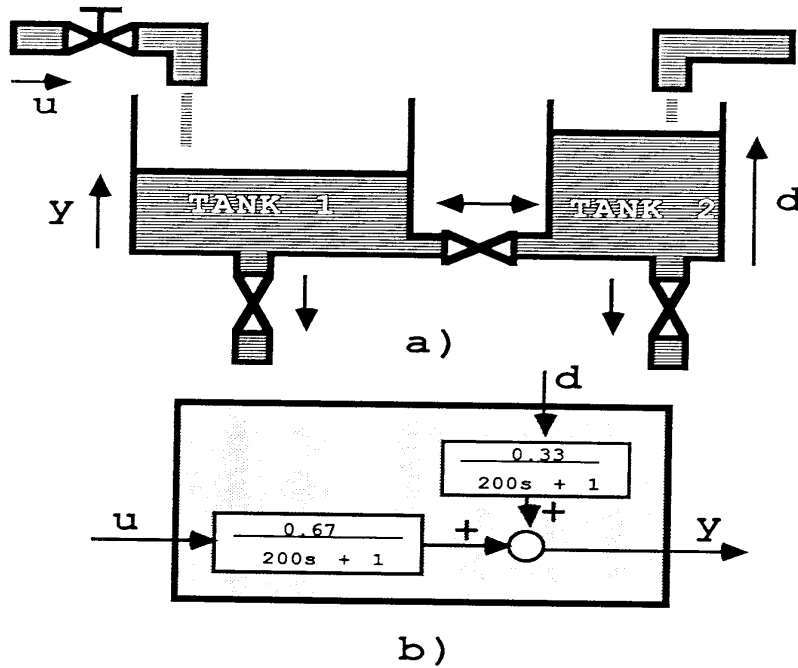 u
y
TANK 1
TANK 2
d
a)
d
0.33
200s + 1
+
u
0.67
200s + 1
+
y
b)